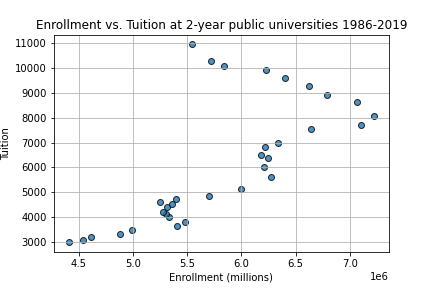 Enrollment vs. Tuition at 2-year public universities 1986-2019
11000
10000
9000
8000
7000
6000
5000
4000
3000
Tuition
4.5 5.0 5.5 6.0 6.5 7.0
1e6
Enrollment (millions)